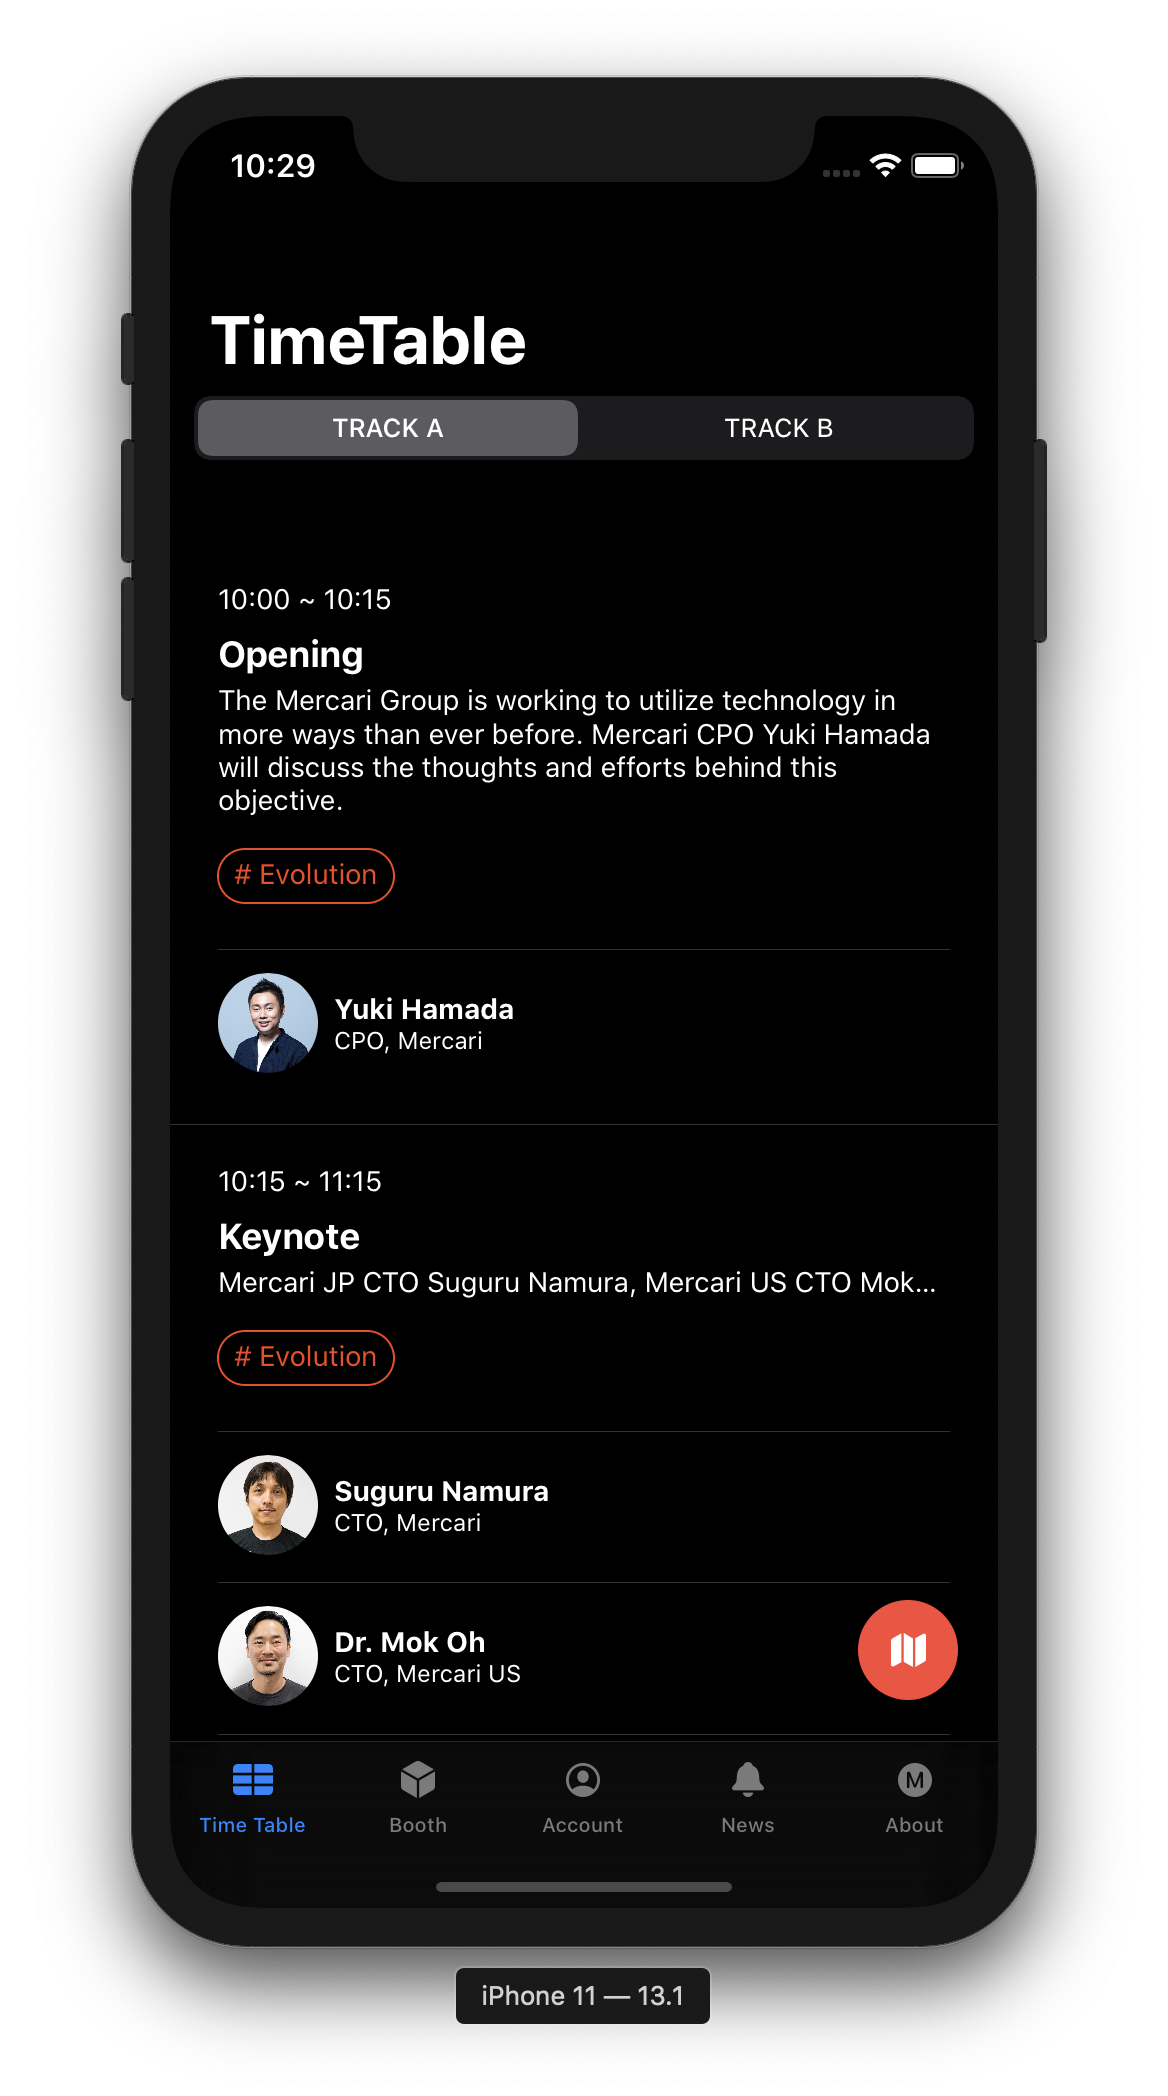 10:29
TimeTable
TRACK A
TRACK B
10:00 ~ 10:15
Opening
The Mercari Group is working to utilize technology in
more ways than ever before. Mercari CPO Yuki Hamada
will discuss the thoughts and efforts behind this
objective.
# Evolution
Yuki Hamada
CPO, Mercari
10:15 ~ 11:15
Keynote
Mercari JP CTO Suguru Namura, Mercari US CTO Mok...
# Evolution
Suguru Namura
CTO, Mercari
Dr. Mok Oh
CTO, Mercari US
Time Table
Booth
Account
News
M
About
iPhone 11 — 13.1